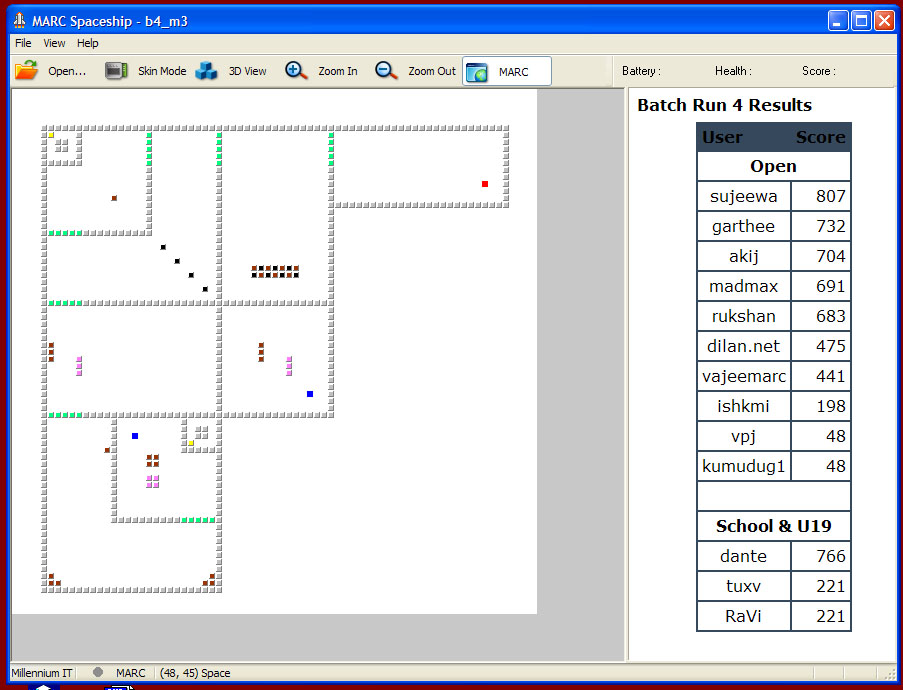 MARC Spaceship - b4_m3
File View Help
Open... Skin Mode 3D View Zoom In Zoom Out MARC Battery : Health : Score :
Batch Run 4 Results
User Score
Open
sujeewa 807
garthee 732
akij 704
madmax 691
rukshan 683
dilan.net 475
vajeemarc 441
ishkmi 198
vpj 48
kumudug1 48
School & U19
dante 766
tuxv 221
RaVi 221
Millennium IT MARC (48, 45) Space